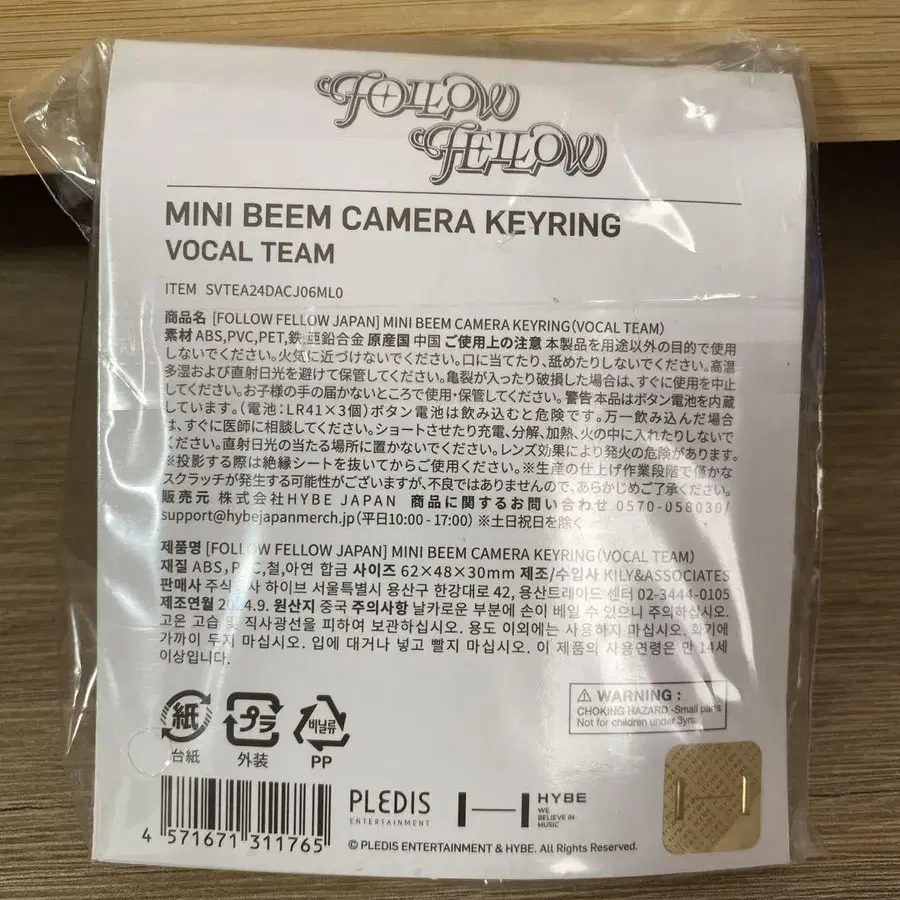 FOLLOW
FELLOW
MINI BEEM CAMERA KEYRING
VOCAL TEAM
ITEM SVTEA24DACJ06ML0
商品名 [FOLLOW FELLOW JAPAN] MINI BEEM CAMERA KEYRING(VOCAL TEAM)
素材 ABS,PVC,PET,鉄,亜鉛合金 原産国 中国 ご使用上の注意 本製品を用途以外の目的で使用
しないでください。火気に近づけないでください。口に当てたり、舐めたりしないでください。高温
多湿および直射日光を避けて保管してください。亀裂が入ったり破損した場合は、すぐに使用を中止
してください。お子様の手の届かないところで使用・保管してください。警告 本品はボタン電池を内蔵
しています。(電池:LR41×3個)ボタン電池は飲み込むと危険です。万一飲み込んだ場合
は、すぐに医師に相談してください。ショートさせたり充電、分解、加熱、火の中に入れたりしないで
ください。直射日光の当たる場所に置かないでください。レンズ効果により発火の危険があります。
※投影する際は絶縁シートを抜いてからご使用ください。※生産の仕上げ作業段階で僅かな
スクラッチが発生する可能性がございますが、不良ではありませんので、あらかじめご了承ください。
販売元 株式会社HYBE JAPAN 商品に関するお問い合わせ 0570-058030/
support@hybejapanmerch.jp(平日10:00 - 17:00) ※土日祝日を除く
제품명 [FOLLOW FELLOW JAPAN] MINI BEEM CAMERA KEYRING(VOCAL TEAM)
재질 ABS, 철,아연 합금 사이즈 62×48×30mm 제조/수입사 KILY&ASSOCIATES
판매사 하이브 서울특별시 용산구 한강대로 42, 용산트레이드 센터 02-3444-0105
제조연월 원산지 중국 주의사항 날카로운 부분에 손이 베일 수 있으니 주의하십시오.
고온 고습 및 직사광선을 피하여 보관하십시오. 용도 이외에는 사용하지 마십시오. 화기에
가까이 두지 마십시오. 입에 대거나 넣고 빨지 마십시오. 이 제품의 사용연령은 만 14세
이상입니다.
紙
台紙
プラ
外装
비닐류
PP
WARNING :
CHOKING HAZARD -Small parts
Not for children under 3yrs.
4 571671 311765
PLEDIS
ENTERTAINMENT
HYBE
WE
BELIEVE IN
MUSIC
© PLEDIS ENTERTAINMENT & HYBE. All Rights Reserved.